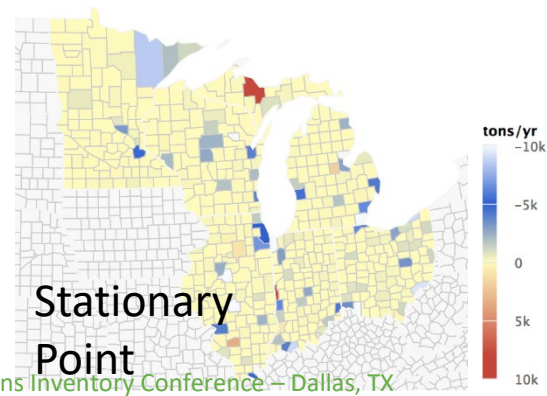 tons/yr
−10k
−5k
0
5k
10k
Stationary
Point
ns Inventory Conference – Dallas, TX